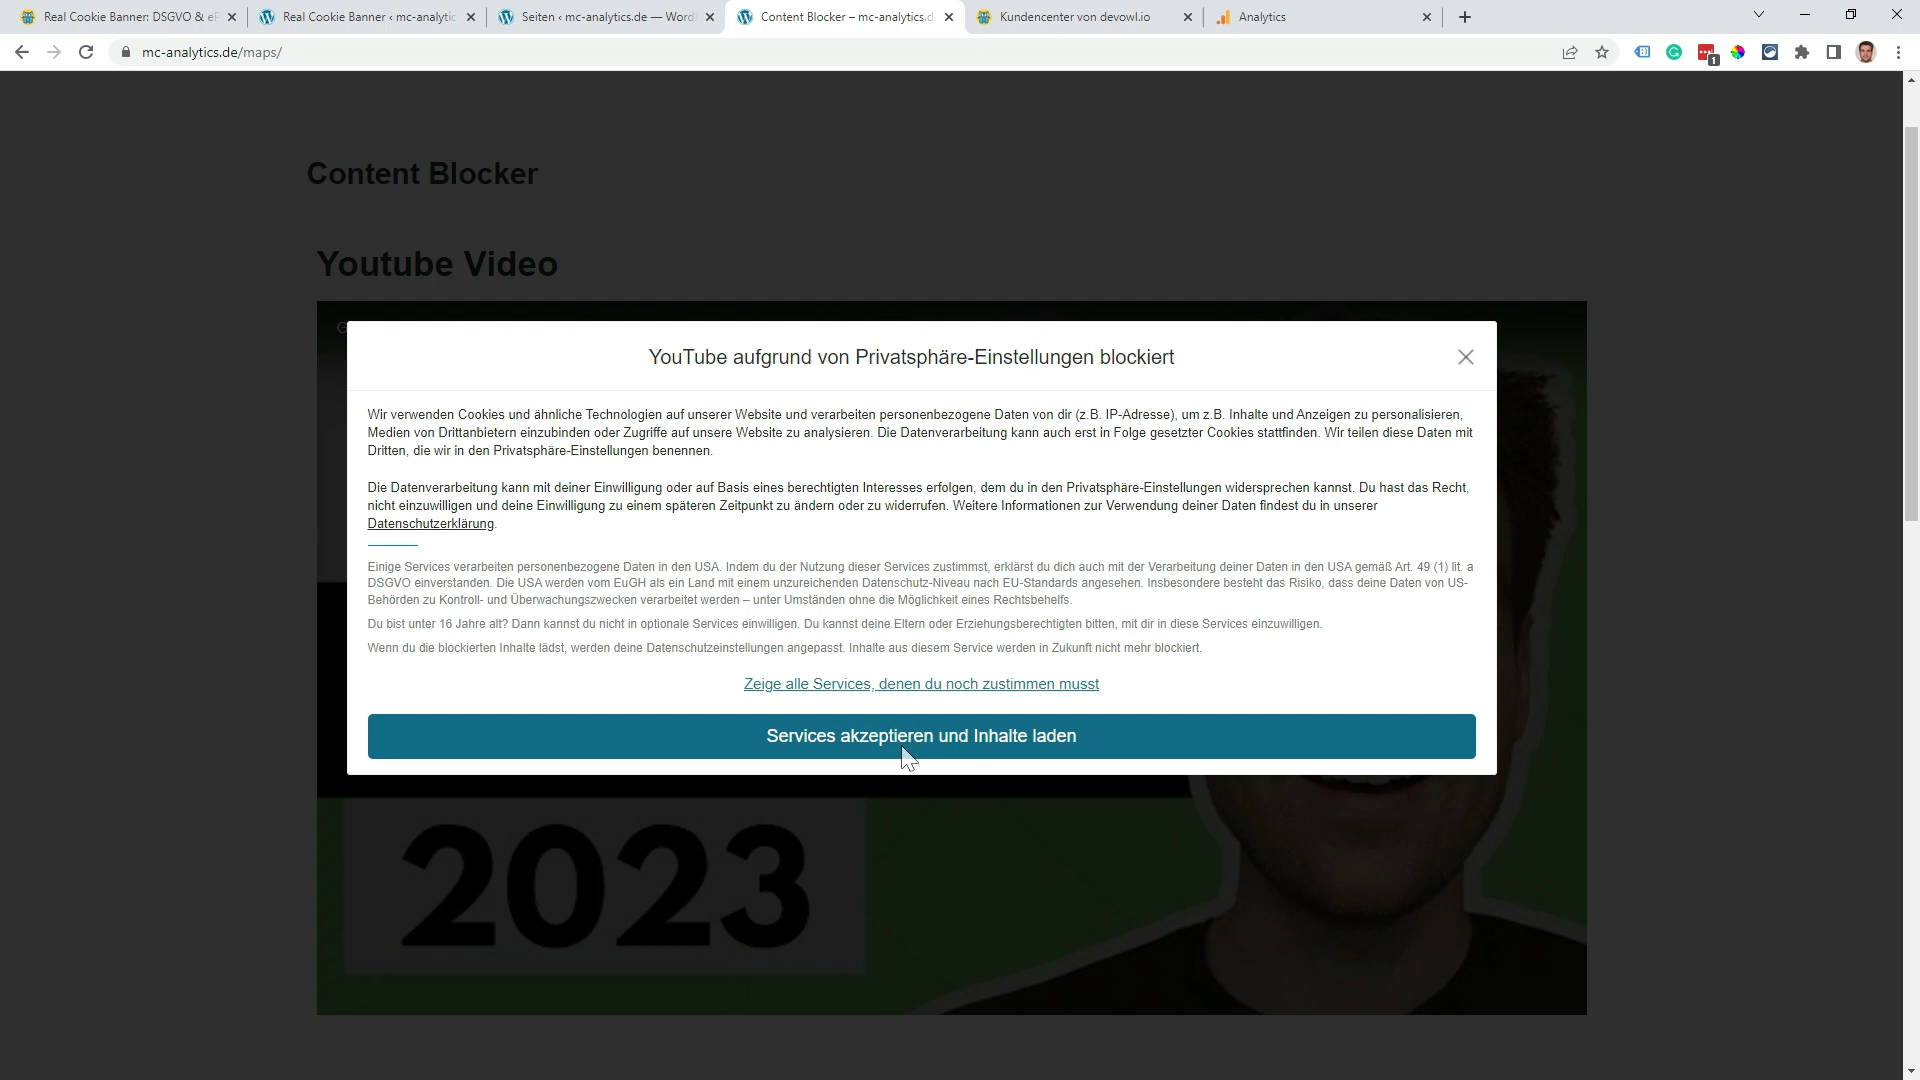 Real Cookie Banner: DSGVO & eP
Real Cookie Banner ‹ mc-analytic
Seiten ‹ mc-analytics.de — Word
Content Blocker – mc-analytics.d
Kundencenter von devowl.io
Analytics
mc-analytics.de/maps/
1
Content Blocker
Youtube Video
YouTube aufgrund von Privatsphäre-Einstellungen blockiert
Wir verwenden Cookies und ähnliche Technologien auf unserer Website und verarbeiten personenbezogene Daten von dir (z.B. IP-Adresse), um z.B. Inhalte und Anzeigen zu personalisieren,
Medien von Drittanbietern einzubinden oder Zugriffe auf unsere Website zu analysieren. Die Datenverarbeitung kann auch erst in Folge gesetzter Cookies stattfinden. Wir teilen diese Daten mit
Dritten, die wir in den Privatsphäre-Einstellungen benennen.
Die Datenverarbeitung kann mit deiner Einwilligung oder auf Basis eines berechtigten Interesses erfolgen, dem du in den Privatsphäre-Einstellungen widersprechen kannst. Du hast das Recht,
nicht einzuwilligen und deine Einwilligung zu einem späteren Zeitpunkt zu ändern oder zu widerrufen. Weitere Informationen zur Verwendung deiner Daten findest du in unserer
Datenschutzerklärung.
Einige Services verarbeiten personenbezogene Daten in den USA. Indem du der Nutzung dieser Services zustimmst, erklärst du dich auch mit der Verarbeitung deiner Daten in den USA gemäß Art. 49 (1) lit. a
DSGVO einverstanden. Die USA werden vom EuGH als ein Land mit einem unzureichenden Datenschutz-Niveau nach EU-Standards angesehen. Insbesondere besteht das Risiko, dass deine Daten von US-
Behörden zu Kontroll- und Überwachungszwecken verarbeitet werden – unter Umständen ohne die Möglichkeit eines Rechtsbehelfs.
Du bist unter 16 Jahre alt? Dann kannst du nicht in optionale Services einwilligen. Du kannst deine Eltern oder Erziehungsberechtigten bitten, mit dir in diese Services einzuwilligen.
Wenn du die blockierten Inhalte lädst, werden deine Datenschutzeinstellungen angepasst. Inhalte aus diesem Service werden in Zukunft nicht mehr blockiert.
Zeige alle Services, denen du noch zustimmen musst
Services akzeptieren und Inhalte laden
2023